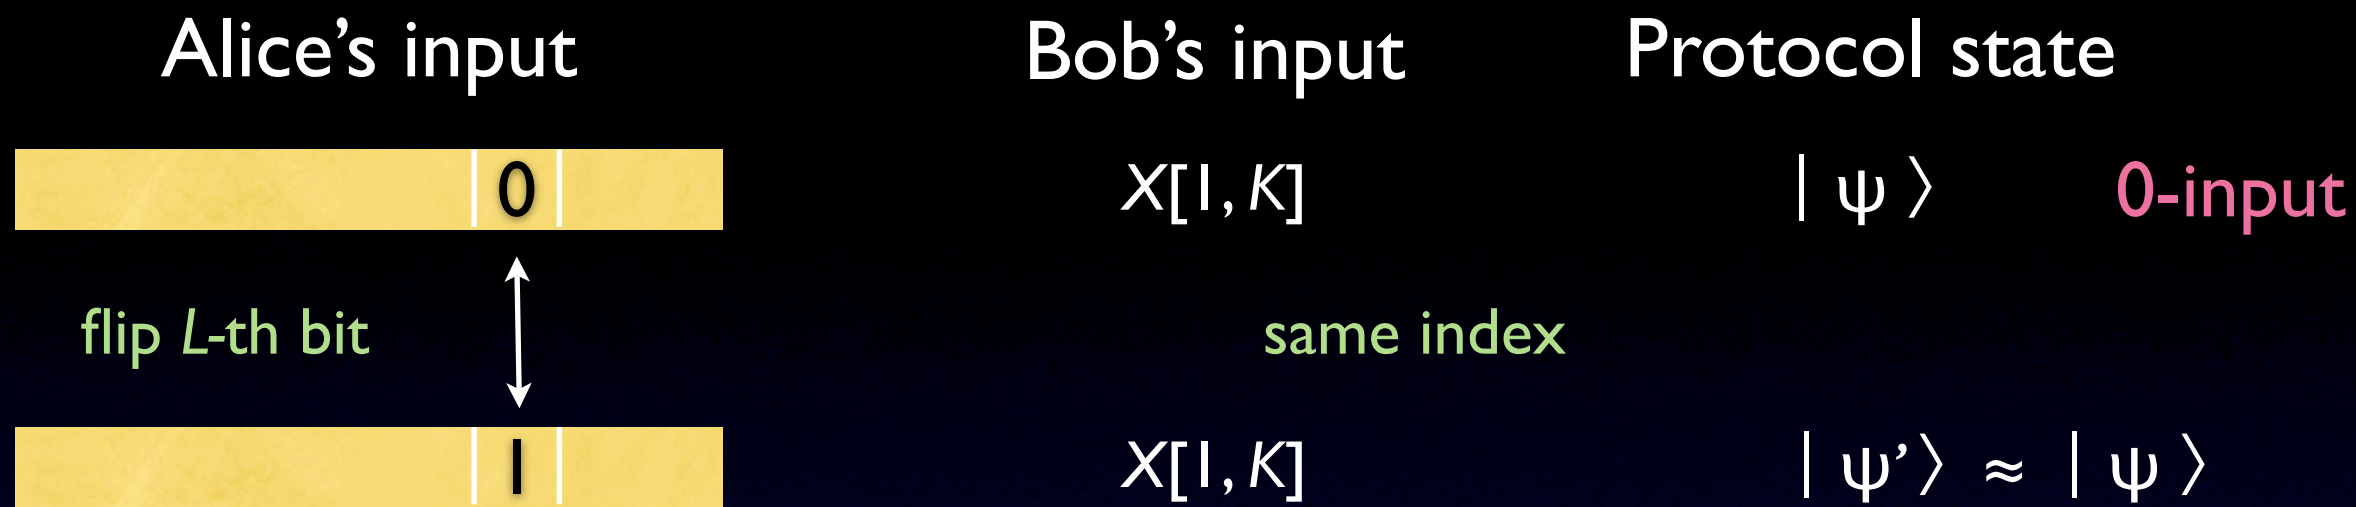 Alice’s input Bob’s input Protocol state
0 X[1, K] | ψ ⟩ 0-input
flip L-th bit same index
1 X[1, K] | ψ’⟩ ≈ | ψ ⟩